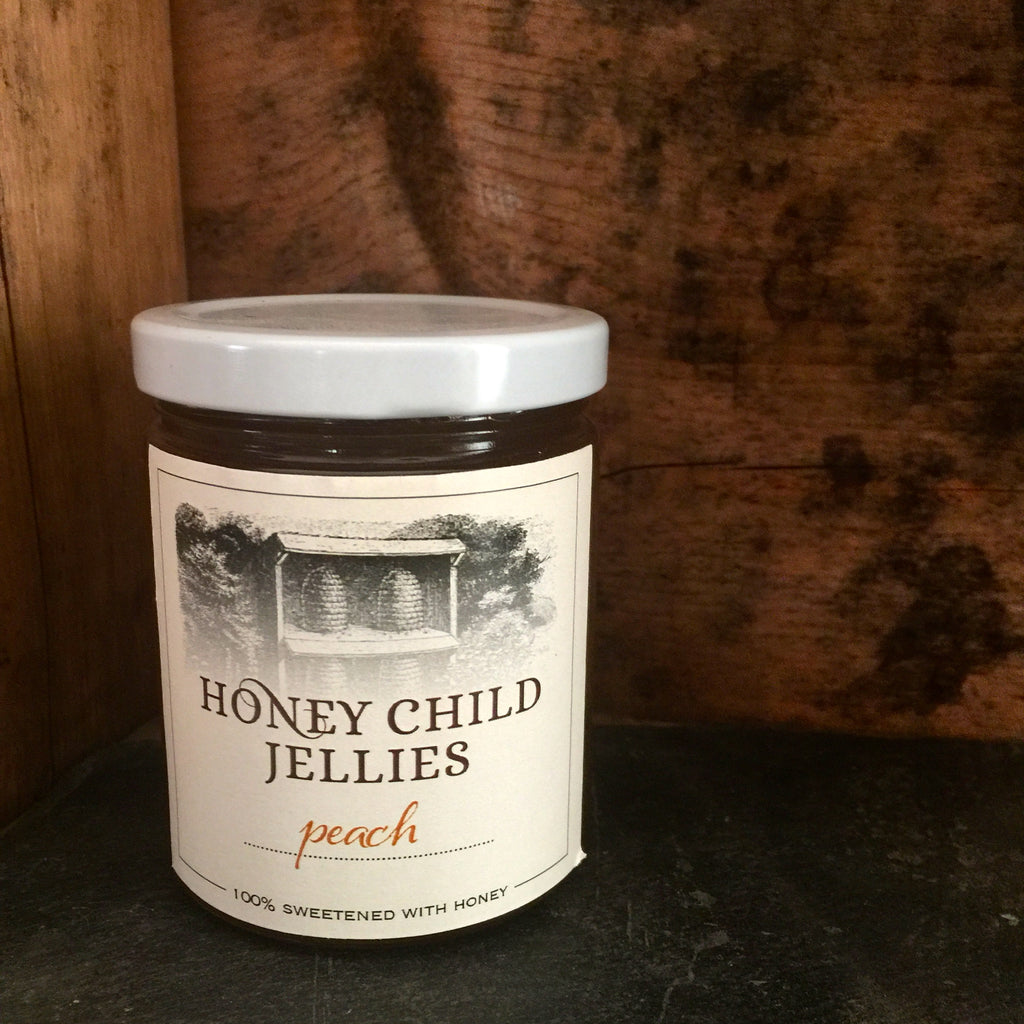 HONEY CHILD
JELLIES
peach
100% SWEETENED WITH HONEY